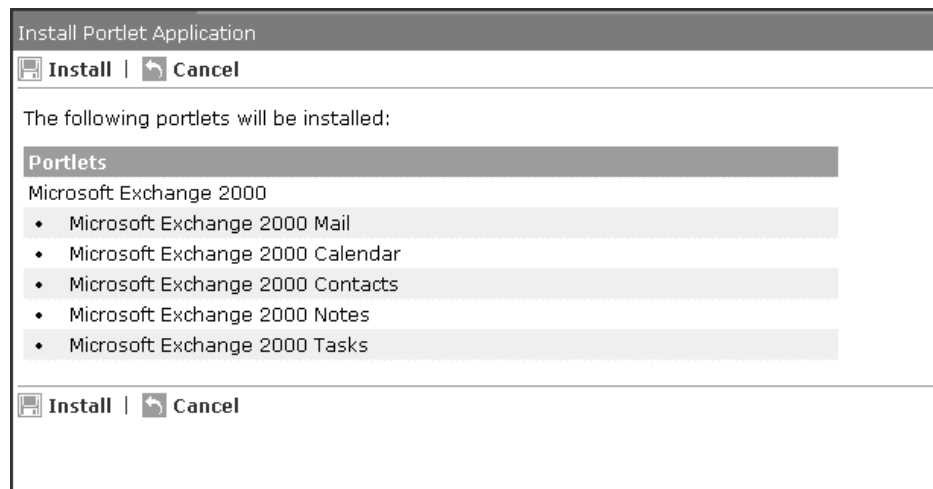 Install Portlet Application
Install | Cancel
The following portlets will be installed:
Portlets
Microsoft Exchange 2000
• Microsoft Exchange 2000 Mail
• Microsoft Exchange 2000 Calendar
• Microsoft Exchange 2000 Contacts
• Microsoft Exchange 2000 Notes
• Microsoft Exchange 2000 Tasks
Install | Cancel